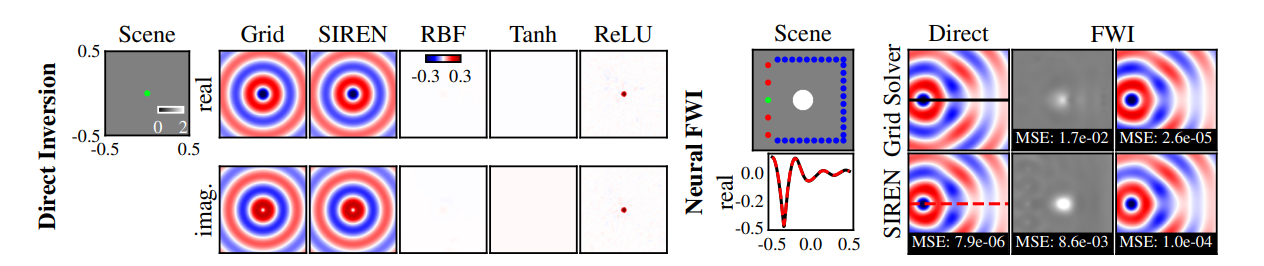 Direct Inversion
Scene
0.5
-0.5
-0.5
0.5
0 2
Grid SIREN RBF Tanh ReLU
real
-0.3 0.3
imag.
Neural FWI
Scene
real
0.0
-0.2
-0.5
-0.5 0.0 0.5
Direct FWI
Grid Solver
MSE: 1.7e-02
MSE: 2.6e-05
SIREN
MSE: 7.9e-06
MSE: 8.6e-03
MSE: 1.0e-04